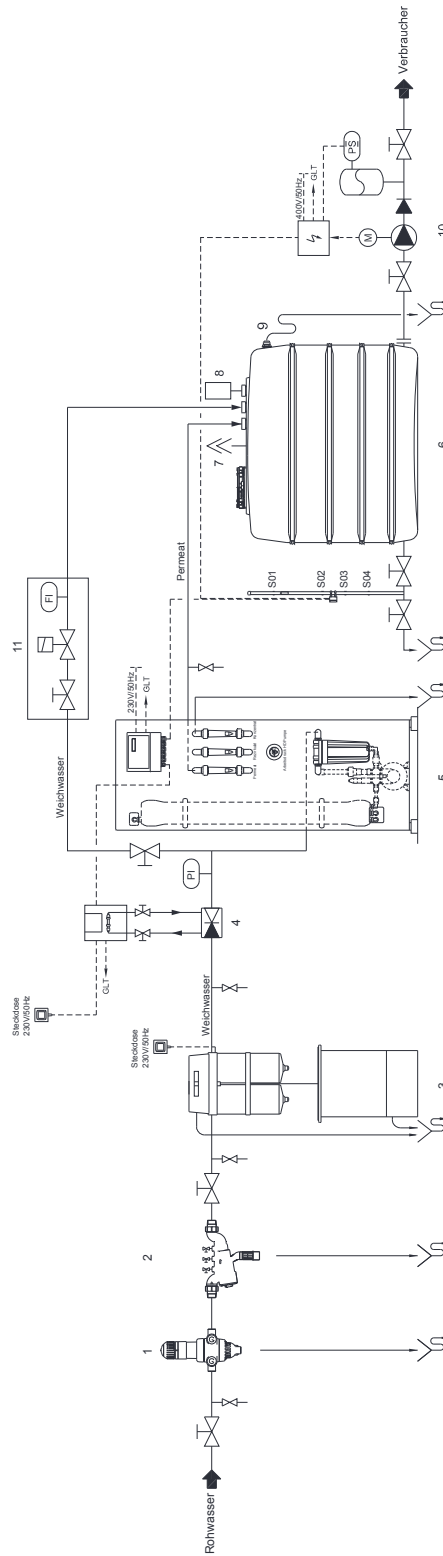 Rohwasser
1
2
Steckdose
230V/50Hz
3
Weichwasser
Steckdose
230V/50Hz
GLT
4
PI
Weichwasser
230V/50Hz
GLT
5
11
FI
Permeat
S01
S02
S03
S04
6
7
8
9
400V/50Hz
GLT
M
PS
10
Verbraucher